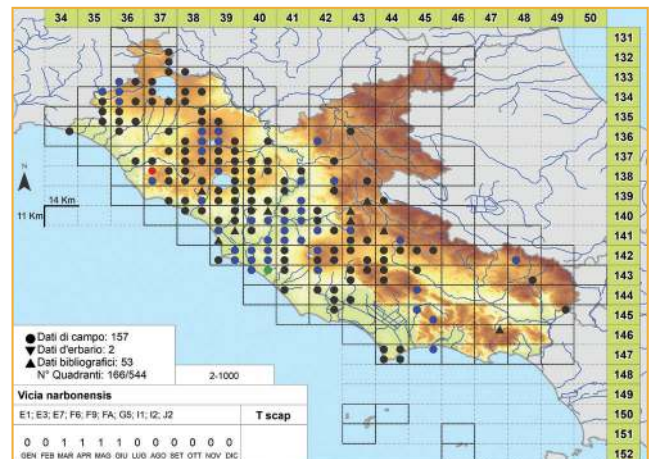 34 35 36 37 38 39 40 41 42 43 44 45 46 47 48 49 50
131
132
133
134
135
136
137
138
139
140
141
142
143
144
145
146
147
148
149
150
151
152
N
14 Km
11 Km
Dati di campo: 157
Dati d'erbario: 2
Dati bibliografici: 53
N° Quadranti: 166/544
2-1000
Vicia narbonensis
E1; E3; E7; F6; F9; FA; G5; I1; I2; J2
T scap
0 0 1 1 1 1 0 0 0 0 0 0
GEN FEB MAR APR MAG GIU LUG AGO SET OTT NOV DIC